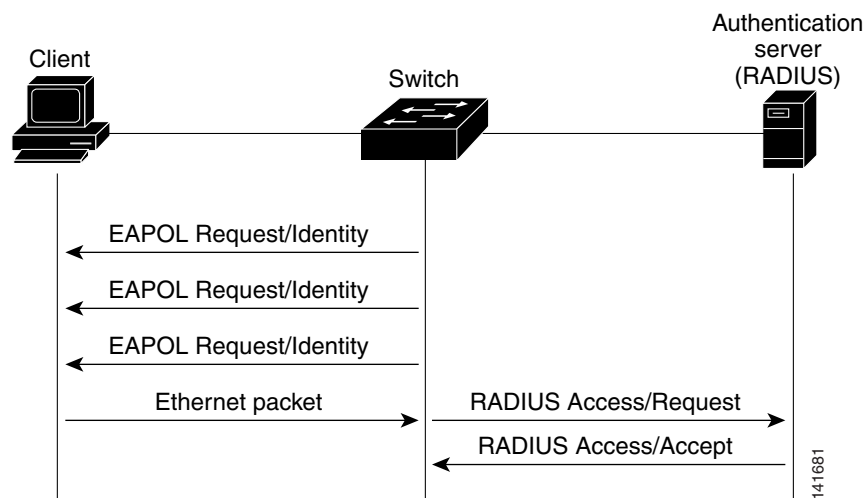 Client
Switch
Authentication
server
(RADIUS)
EAPOL Request/Identity
EAPOL Request/Identity
EAPOL Request/Identity
Ethernet packet
RADIUS Access/Request
RADIUS Access/Accept
141681